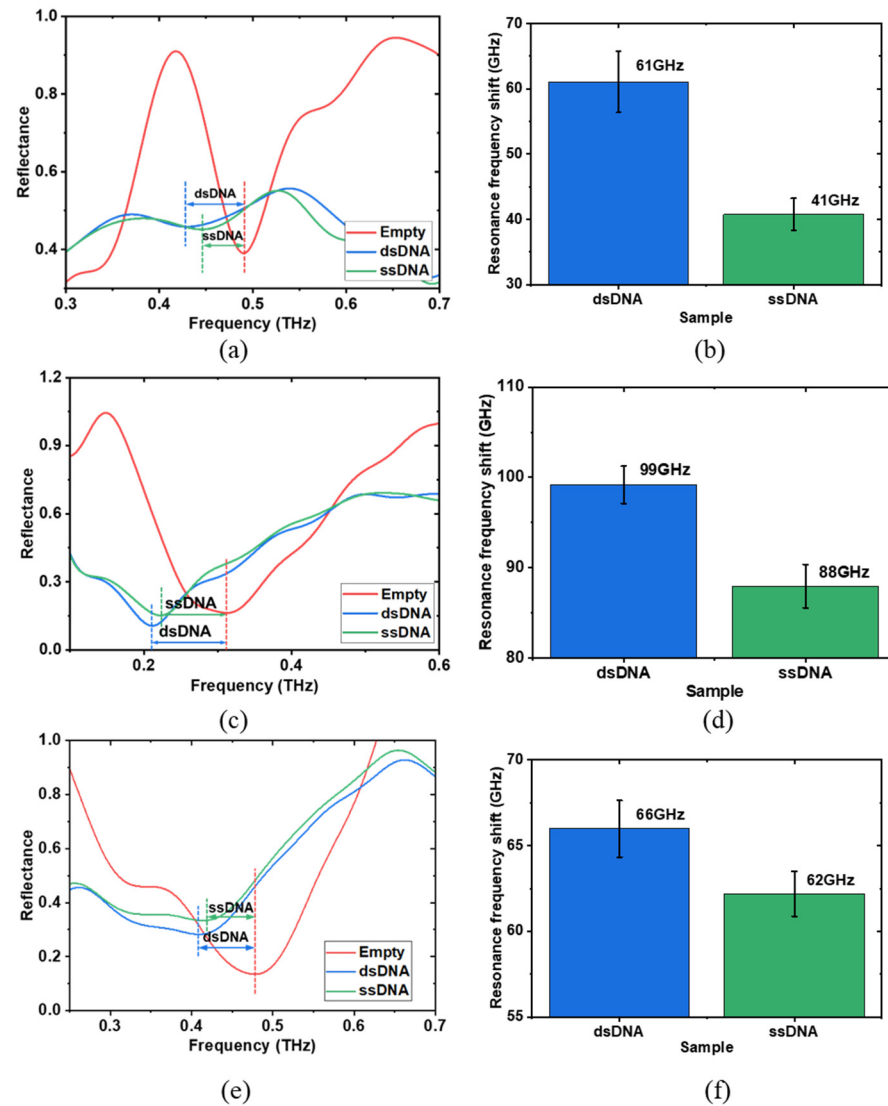 1.0
0.8
0.6
0.4
Reflectance
dsDNA
ssDNA
Empty
dsDNA
ssDNA
0.3 0.4 0.5 0.6 0.7
Frequency (THz)
(a)
70
60
50
40
30
Resonance frequency shift (GHz)
61GHz
41GHz
dsDNA ssDNA
Sample
(b)
1.2
0.9
0.6
0.3
0.0
Reflectance
ssDNA
dsDNA
Empty
dsDNA
ssDNA
0.2 0.4 0.6
Frequency (THz)
(c)
110
100
90
80
Resonance frequency shift (GHz)
99GHz
88GHz
dsDNA ssDNA
Sample
(d)
1.0
0.8
0.6
0.4
0.2
0.0
Reflectance
ssDNA
dsDNA
Empty
dsDNA
ssDNA
0.3 0.4 0.5 0.6 0.7
Frequency (THz)
(e)
70
65
60
55
Resonance frequency shift (GHz)
66GHz
62GHz
dsDNA ssDNA
Sample
(f)